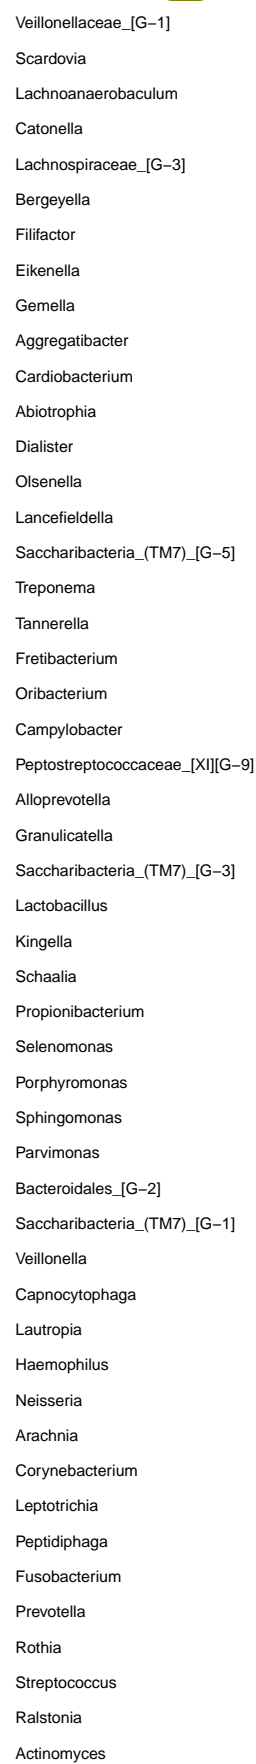 Veillonellaceae_[G−1]
Scardovia
Lachnoanaerobaculum
Catonella
Lachnospiraceae_[G−3]
Bergeyella
Filifactor
Eikenella
Gemella
Aggregatibacter
Cardiobacterium
Abiotrophia
Dialister
Olsenella
Lancefieldella
Saccharibacteria_(TM7)_[G−5]
Treponema
Tannerella
Fretibacterium
Oribacterium
Campylobacter
Peptostreptococcaceae_[XI][G−9]
Alloprevotella
Granulicatella
Saccharibacteria_(TM7)_[G−3]
Lactobacillus
Kingella
Schaalia
Propionibacterium
Selenomonas
Porphyromonas
Sphingomonas
Parvimonas
Bacteroidales_[G−2]
Saccharibacteria_(TM7)_[G−1]
Veillonella
Capnocytophaga
Lautropia
Haemophilus
Neisseria
Arachnia
Corynebacterium
Leptotrichia
Peptidiphaga
Fusobacterium
Prevotella
Rothia
Streptococcus
Ralstonia
Actinomyces